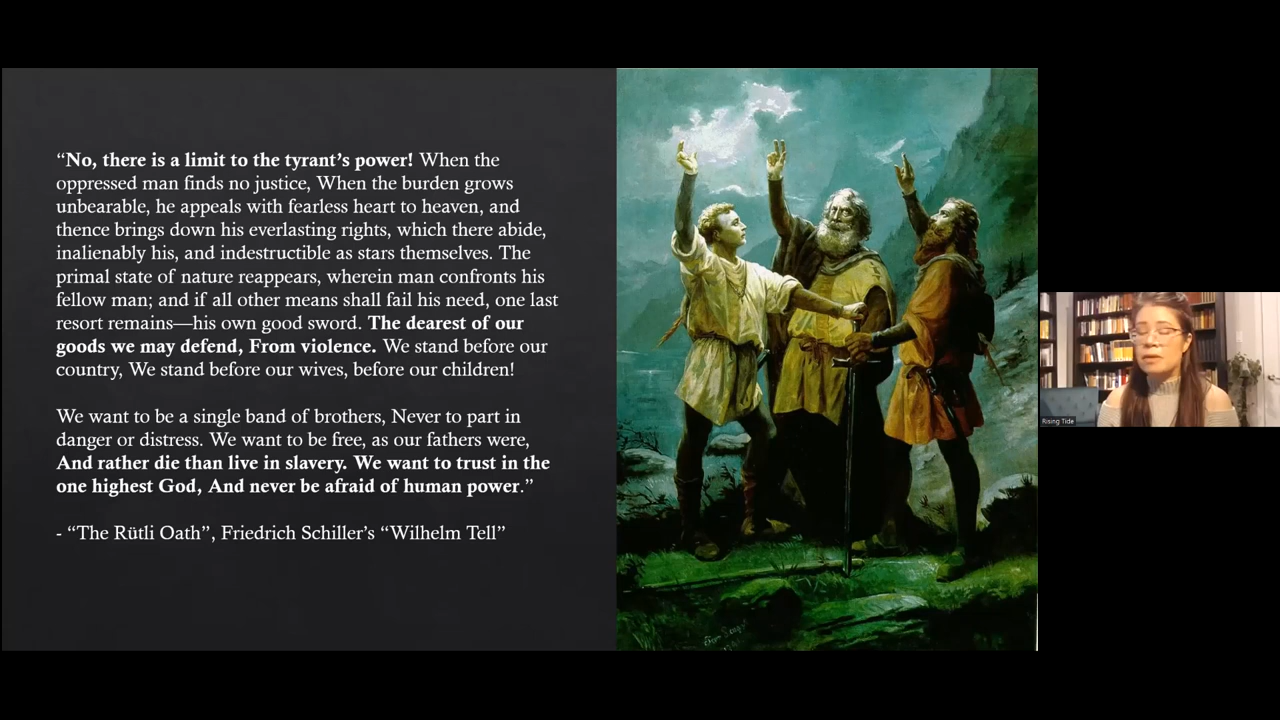 “No, there is a limit to the tyrant’s power! When the
oppressed man finds no justice, When the burden grows
unbearable, he appeals with fearless heart to heaven, and
thence brings down his everlasting rights, which there abide,
inalienably his, and indestructible as stars themselves. The
primal state of nature reappears, wherein man confronts his
fellow man; and if all other means shall fail his need, one last
resort remains—his own good sword. The dearest of our
goods we may defend, From violence. We stand before our
country, We stand before our wives, before our children!
We want to be a single band of brothers, Never to part in
danger or distress. We want to be free, as our fathers were,
And rather die than live in slavery. We want to trust in the
one highest God, And never be afraid of human power.”
- “The Rütli Oath”, Friedrich Schiller’s “Wilhelm Tell”
Rising Tide